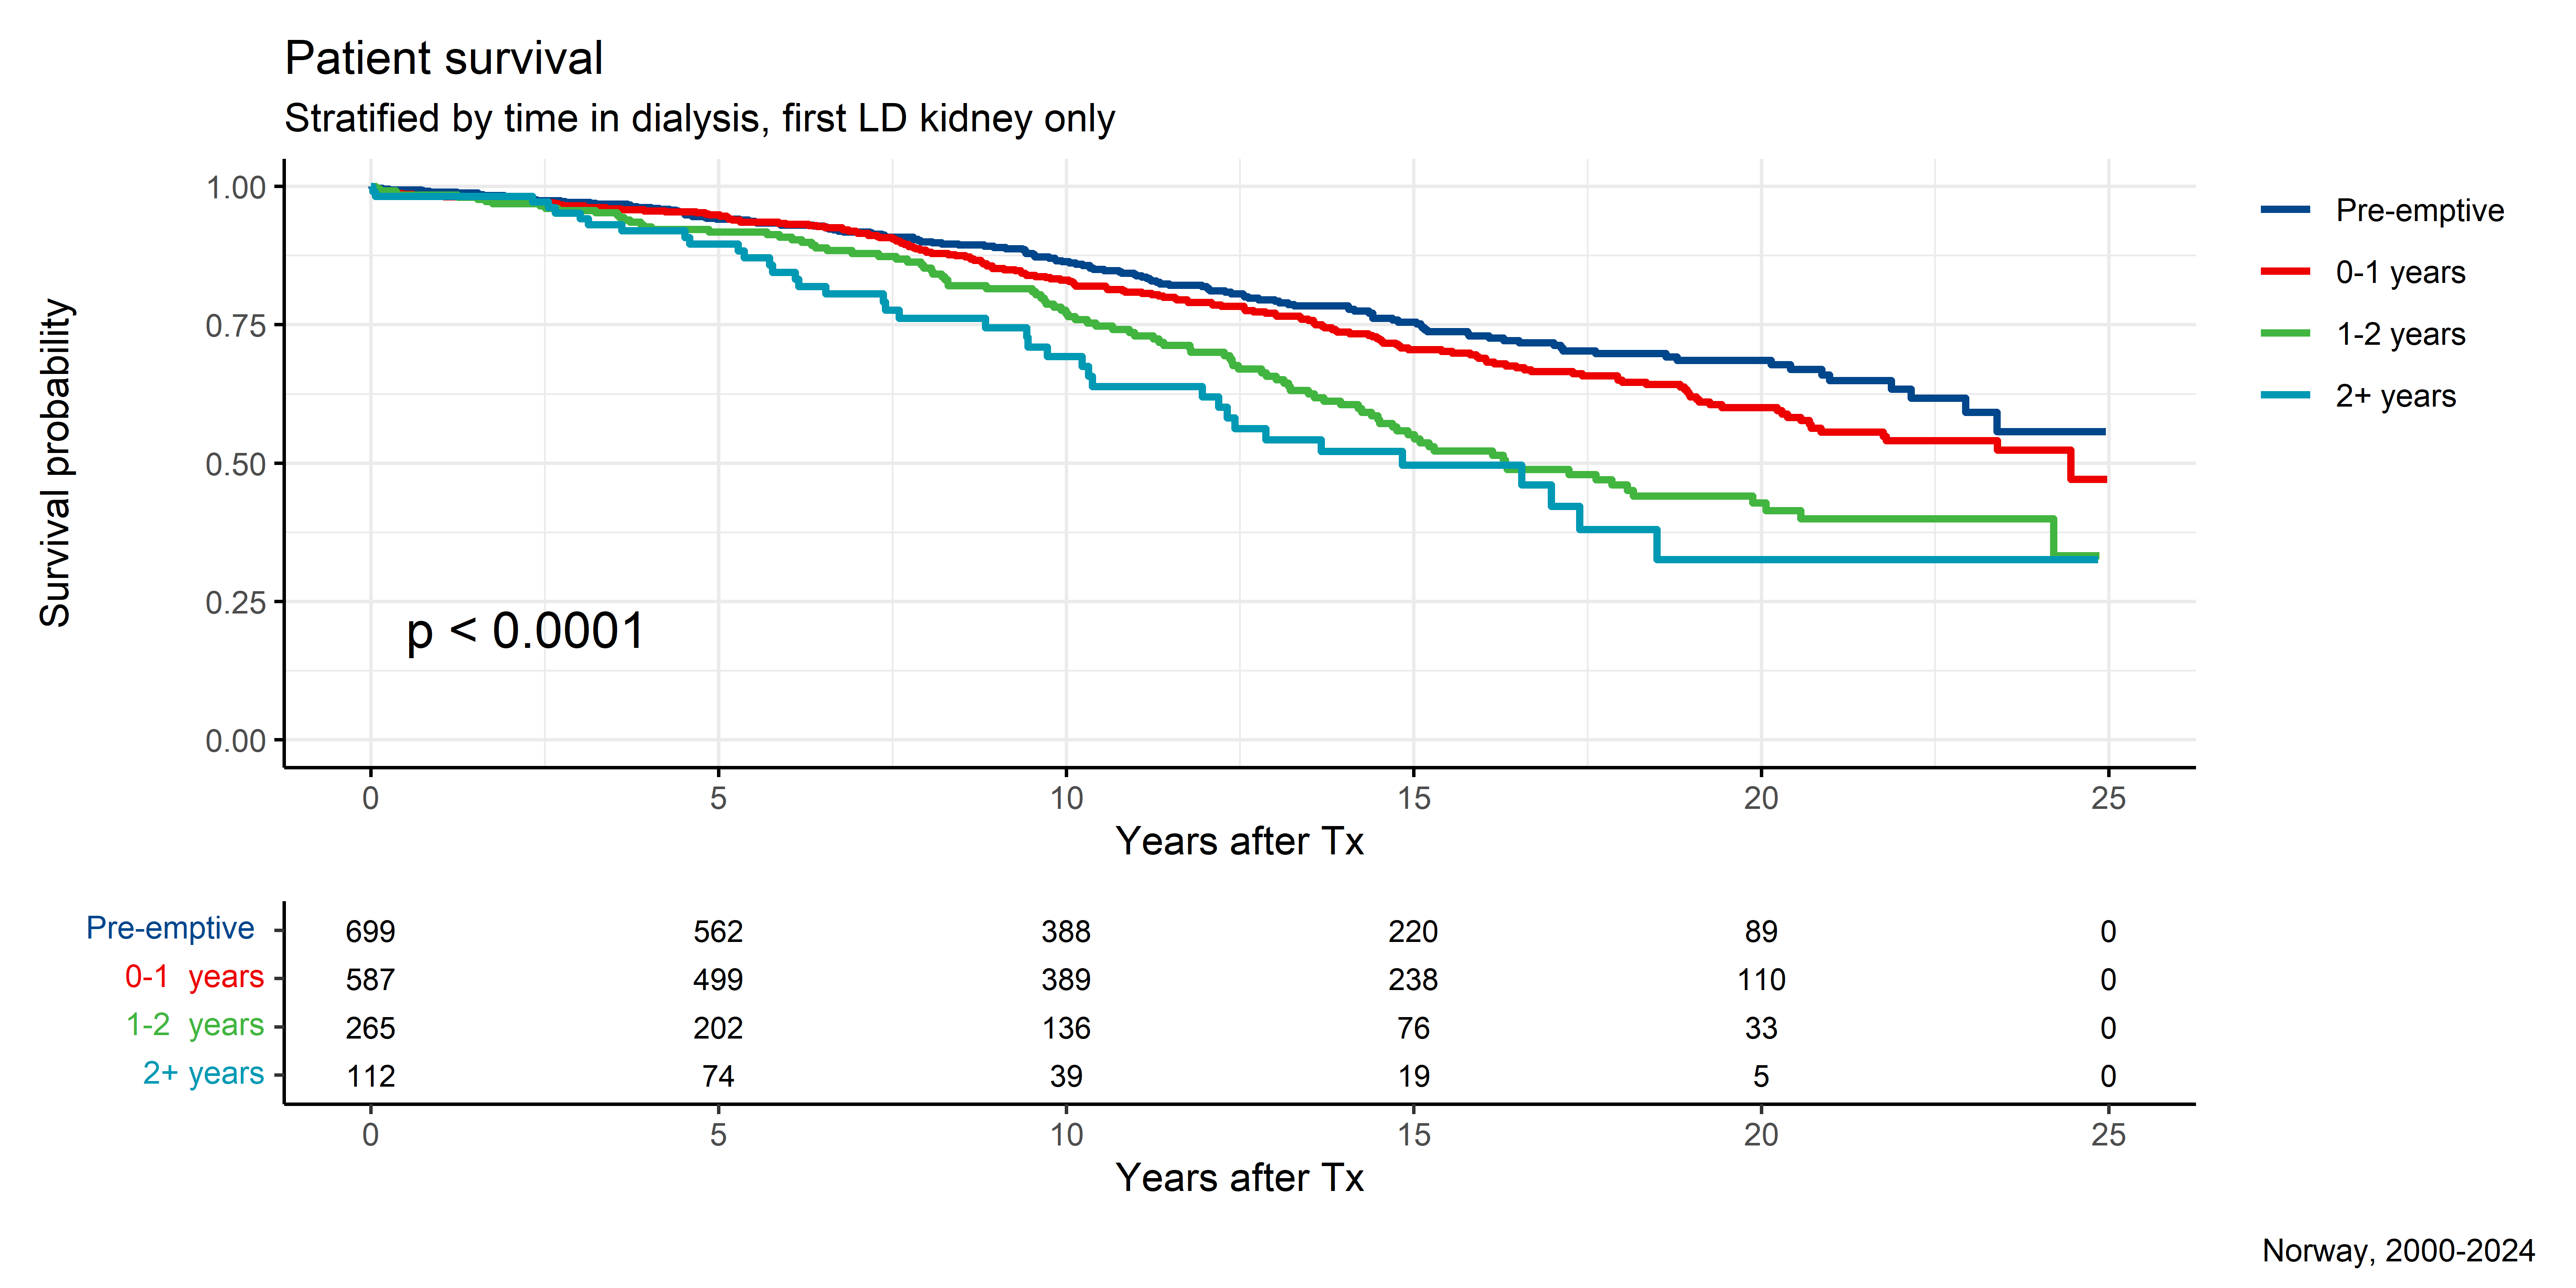 Patient survival
Stratified by time in dialysis, first LD kidney only
Survival probability
1.00
0.75
0.50
0.25
0.00
p < 0.0001
0 5 10 15 20 25
Years after Tx
Pre-emptive
0-1 years
1-2 years
2+ years
Pre-emptive 699 562 388 220 89 0
0-1 years 587 499 389 238 110 0
1-2 years 265 202 136 76 33 0
2+ years 112 74 39 19 5 0
0 5 10 15 20 25
Years after Tx
Norway, 2000-2024